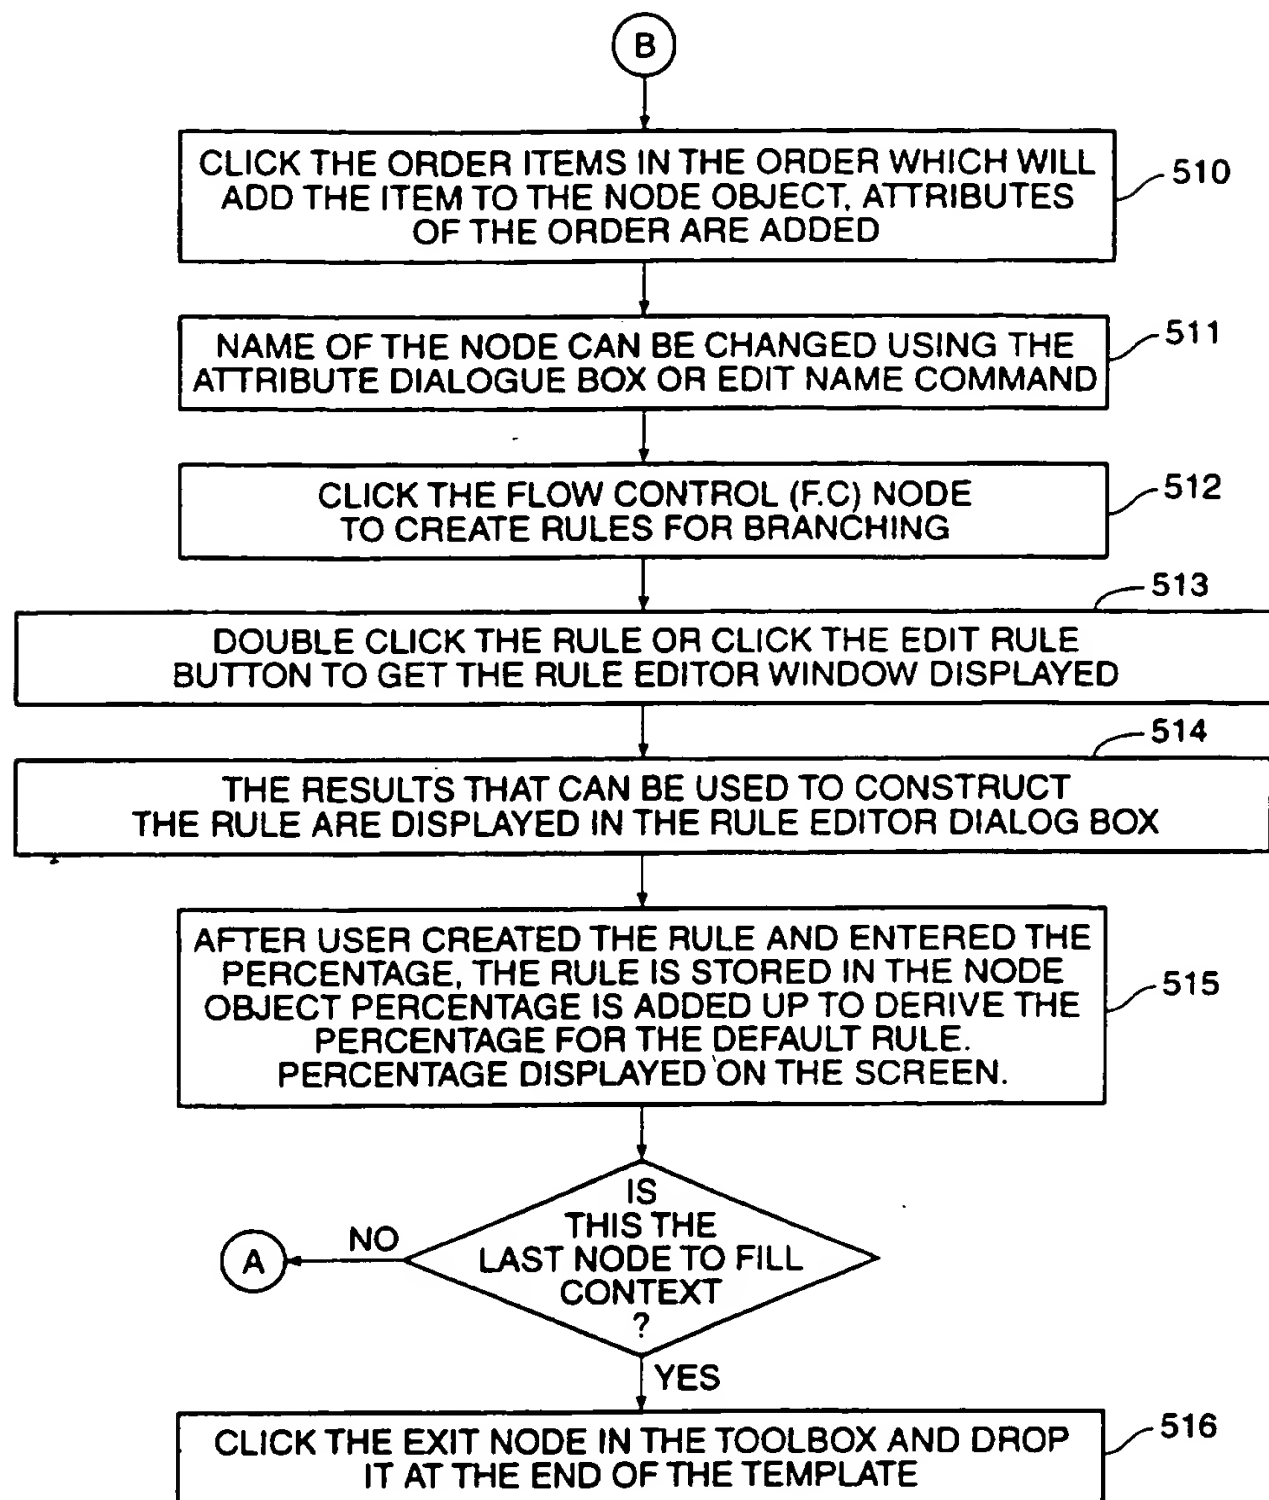 B
CLICK THE ORDER ITEMS IN THE ORDER WHICH WILL
ADD THE ITEM TO THE NODE OBJECT, ATTRIBUTES
OF THE ORDER ARE ADDED
510
NAME OF THE NODE CAN BE CHANGED USING THE
ATTRIBUTE DIALOGUE BOX OR EDIT NAME COMMAND
511
CLICK THE FLOW CONTROL (F.C) NODE
TO CREATE RULES FOR BRANCHING
512
513
DOUBLE CLICK THE RULE OR CLICK THE EDIT RULE
BUTTON TO GET THE RULE EDITOR WINDOW DISPLAYED
514
THE RESULTS THAT CAN BE USED TO CONSTRUCT
THE RULE ARE DISPLAYED IN THE RULE EDITOR DIALOG BOX
AFTER USER CREATED THE RULE AND ENTERED THE
PERCENTAGE, THE RULE IS STORED IN THE NODE
OBJECT PERCENTAGE IS ADDED UP TO DERIVE THE
PERCENTAGE FOR THE DEFAULT RULE.
PERCENTAGE DISPLAYED ON THE SCREEN.
515
IS
THIS THE
LAST NODE TO FILL
CONTEXT
?
NO
A
YES
CLICK THE EXIT NODE IN THE TOOLBOX AND DROP
IT AT THE END OF THE TEMPLATE
516